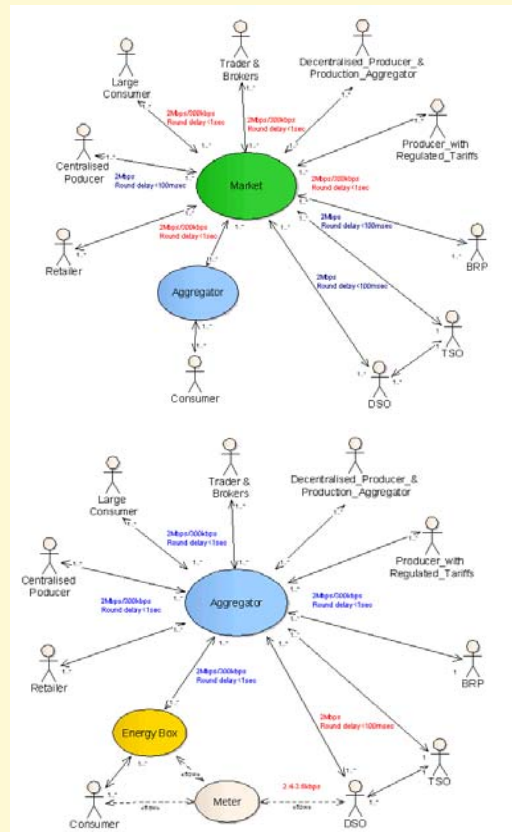 Large
Consumer
Trader &
Brokers
Decentralised_Producer_&
Production_Aggregator
Centralised
Poducer
Producer_with
Regulated_Tariffs
2Mbps/300kbps
Round delay<1sec
2Mbps/300kbps
Round delay<1sec
2Mbps
Round delay<100msec
Market
2Mbps/300kbps
Round delay<1sec
Retailer
2Mbps/300kbps
Round delay<1sec
2Mbps
Round delay<100msec
BRP
2Mbps
Round delay<100msec
Aggregator
TSO
Consumer
DSO
Large
Consumer
Trader &
Brokers
Decentralised_Producer_&
Production_Aggregator
Centralised
Poducer
Producer_with
Regulated_Tariffs
2Mbps/300kbps
Round delay<1sec
2Mbps/300kbps
Round delay<1sec
Aggregator
2Mbps/300kbps
Round delay<1sec
Retailer
2Mbps/300kbps
Round delay<1sec
BRP
2Mbps
Round delay<100msec
Energy Box
TSO
Meter
Consumer
DSO